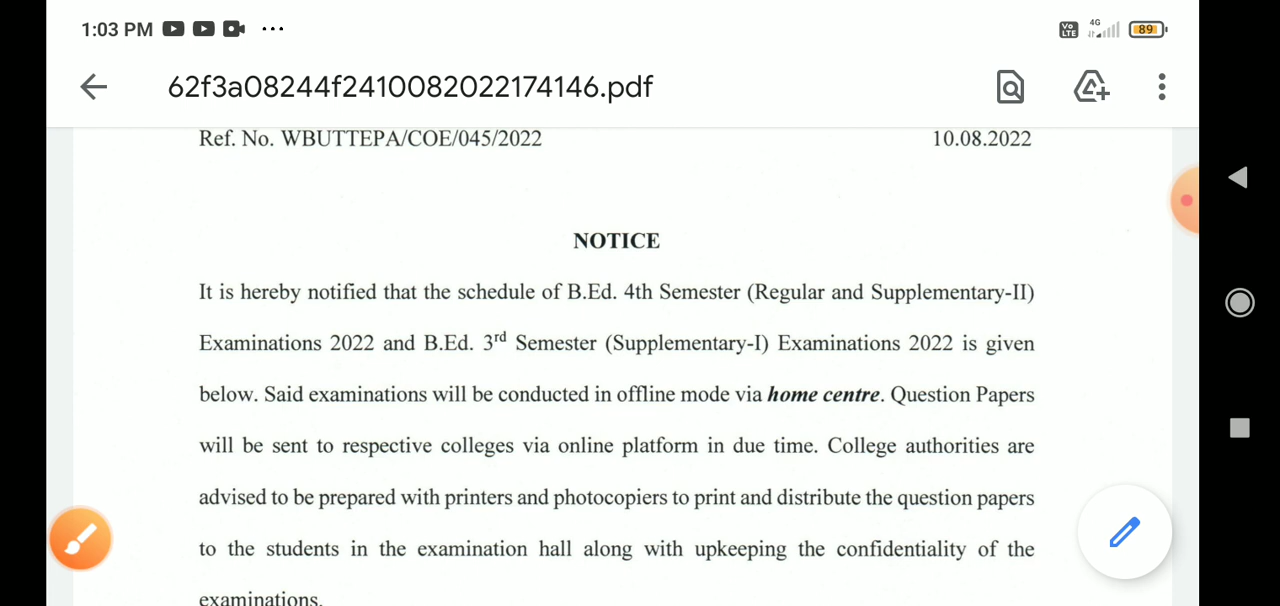 1:03 PM ...
Vo LTE 4G 89
62f3a08244f2410082022174146.pdf
Ref. No. WBUTTEPA/COE/045/2022 10.08.2022
NOTICE
It is hereby notified that the schedule of B.Ed. 4th Semester (Regular and Supplementary-II)
Examinations 2022 and B.Ed. 3rd Semester (Supplementary-I) Examinations 2022 is given
below. Said examinations will be conducted in offline mode via home centre. Question Papers
will be sent to respective colleges via online platform in due time. College authorities are
advised to be prepared with printers and photocopiers to print and distribute the question papers
to the students in the examination hall along with upkeeping the confidentiality of the
examinations.